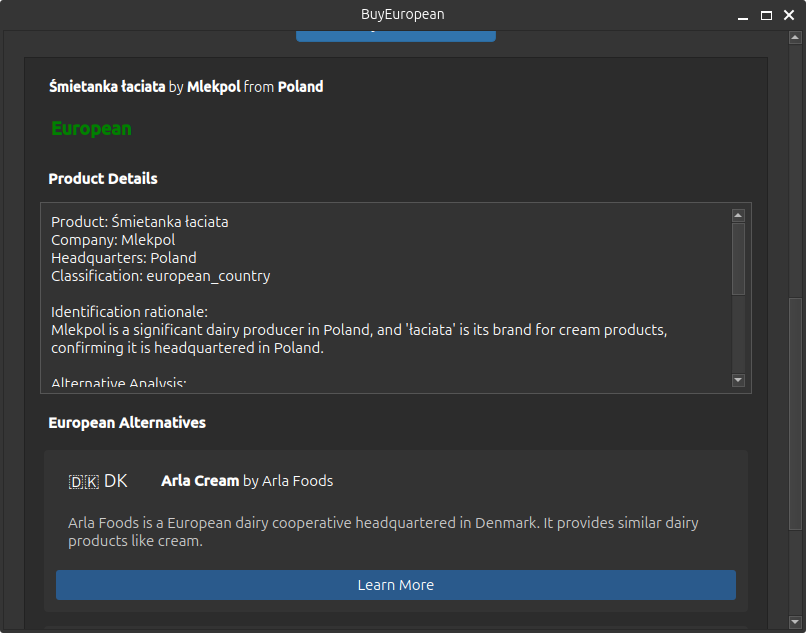 BuyEuropean
Śmietanka łaciata by Mlekpol from Poland
European
Product Details
Product: Śmietanka łaciata
Company: Mlekpol
Headquarters: Poland
Classification: european_country
Identification rationale:
Mlekpol is a significant dairy producer in Poland, and 'łaciata' is its brand for cream products,
confirming it is headquartered in Poland.
Alternative Analysis:
European Alternatives
🇩🇰 DK Arla Cream by Arla Foods
Arla Foods is a European dairy cooperative headquartered in Denmark. It provides similar dairy
products like cream.
Learn More